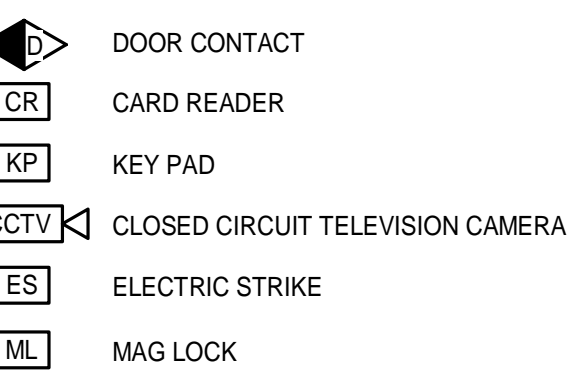 D DOOR CONTACT
CR CARD READER
KP KEY PAD
CCTV CLOSED CIRCUIT TELEVISION CAMERA
ES ELECTRIC STRIKE
ML MAG LOCK